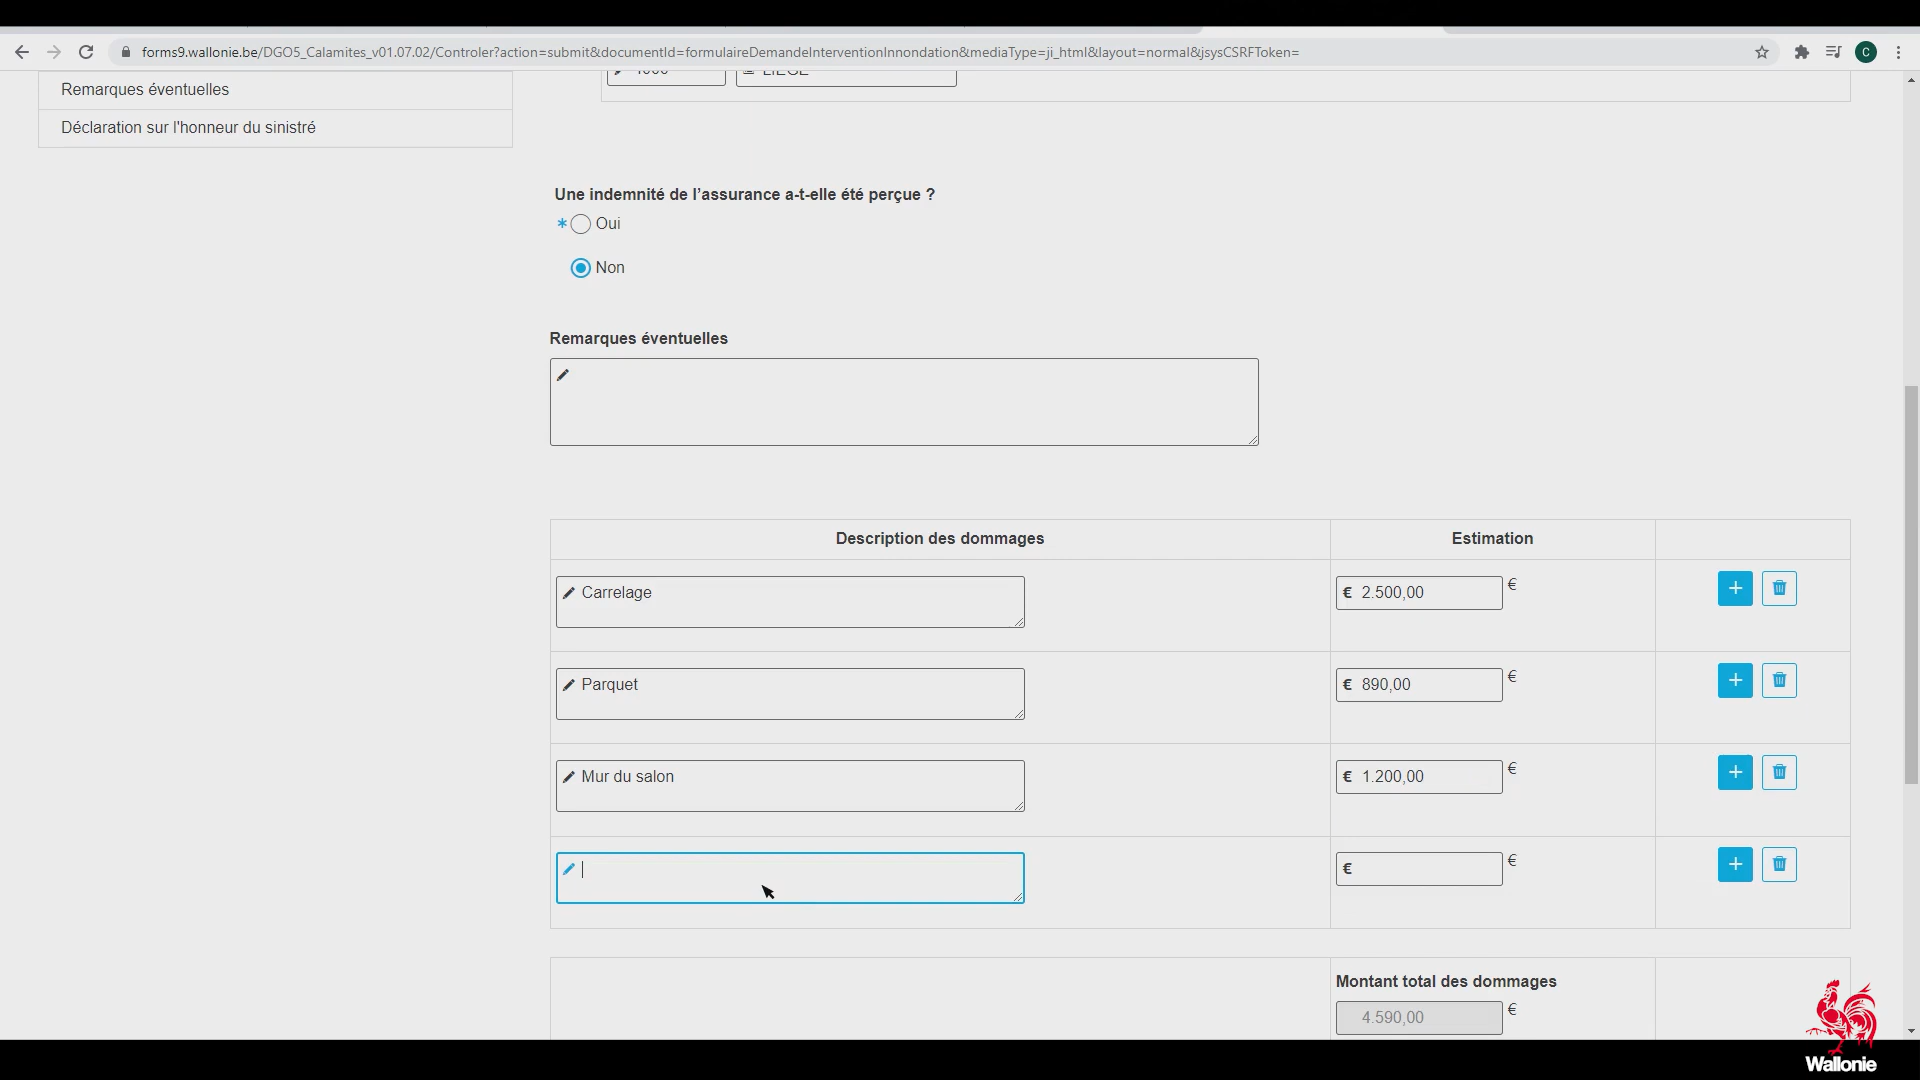 forms9.wallonie.be/DGO5_Calamites_v01.07.02/Controler?action=submit&documentId=formulaireDemandeInterventionInnondation&mediaType=ji_html&layout=normal&jsysCSRFToken=
C
LIEGE
Remarques éventuelles
Déclaration sur l'honneur du sinistré
Une indemnité de l’assurance a-t-elle été perçue ?
* Oui
Non
Remarques éventuelles
Description des dommages Estimation
Carrelage € 2.500,00 €
Parquet € 890,00 €
Mur du salon € 1.200,00 €
€ €
Montant total des dommages
4.590,00 €
Wallonie